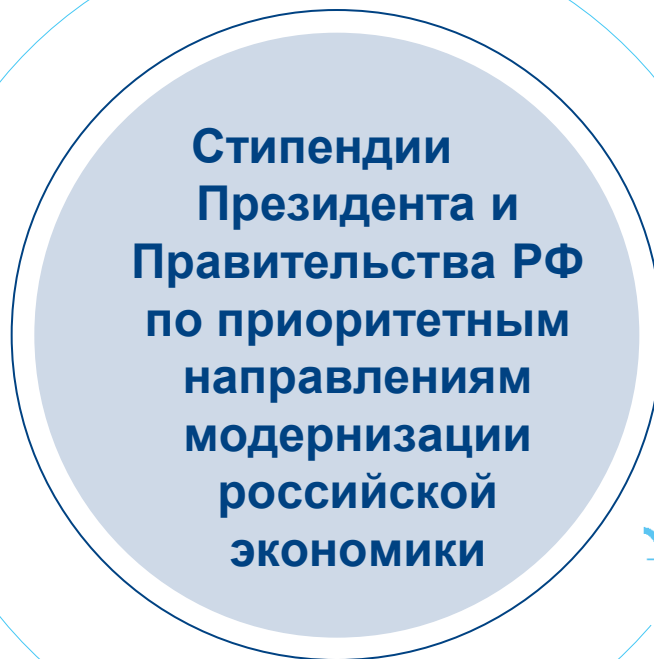 Стипендии
Президента и
Правительства РФ
по приоритетным
направлениям
модернизации
российской
экономики